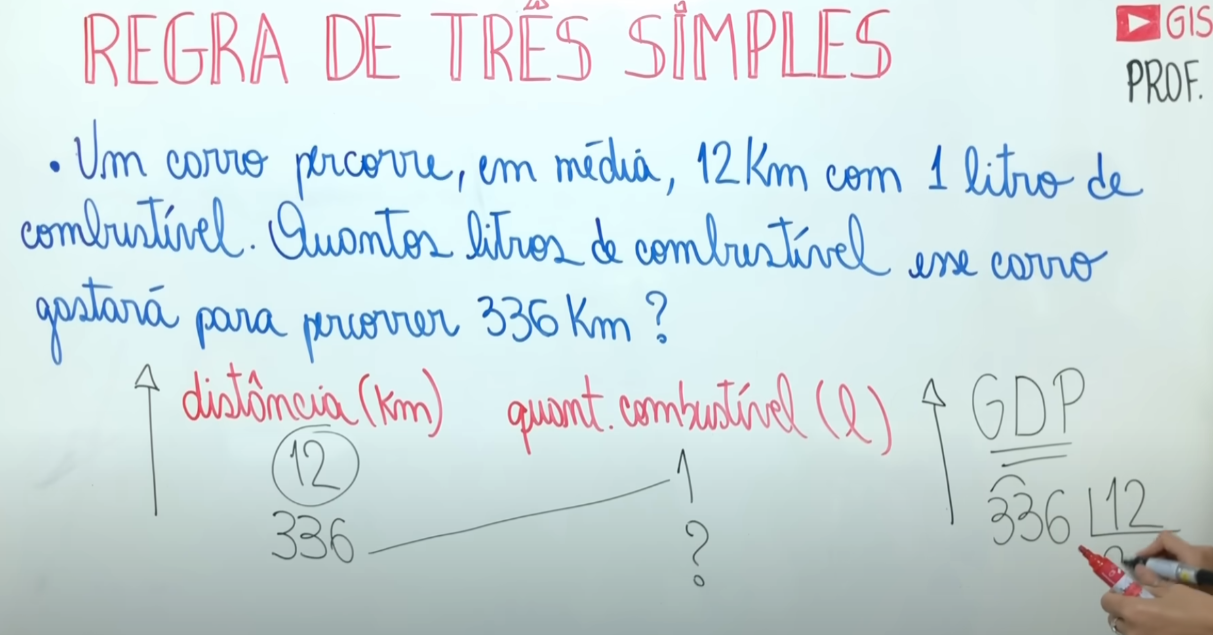 REGRA DE TRÊS SIMPLES
GIS
PROF.
• Um carro percorre, em média, 12 Km com 1 litro de
combustível. Quantos litros de combustível esse carro
gastará para percorrer 336 Km?
distância (Km) quant. combustível (l) GDP
12 1
336 ?
336 12